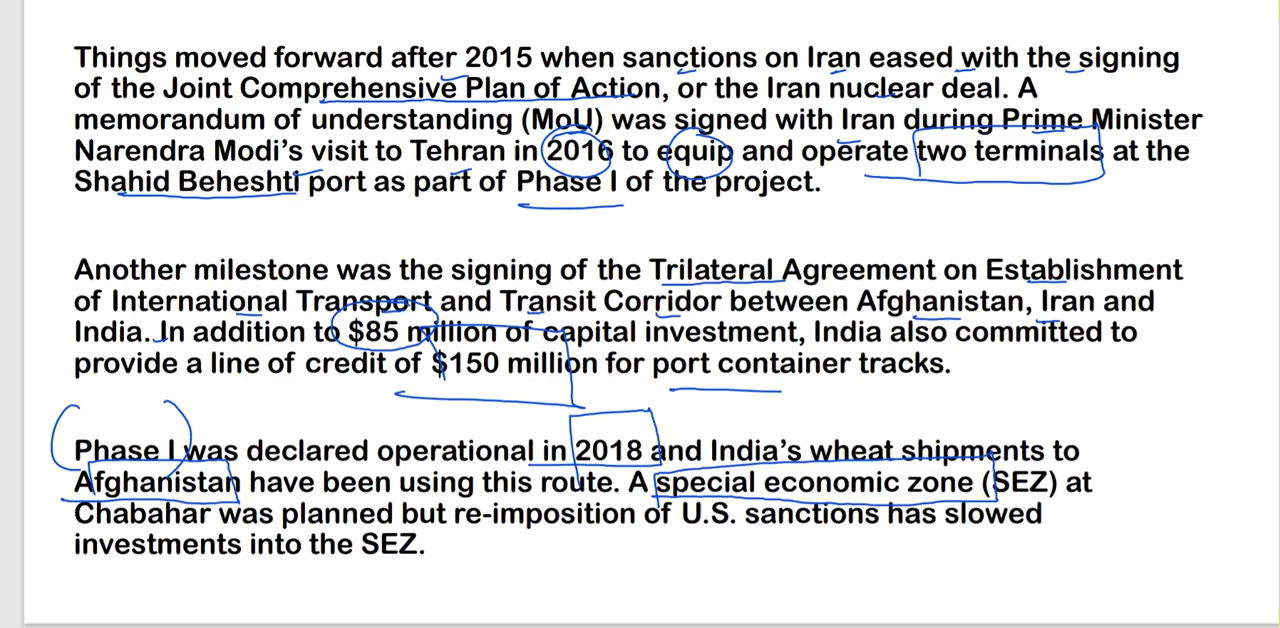 Things moved forward after 2015 when sanctions on Iran eased with the signing
of the Joint Comprehensive Plan of Action, or the Iran nuclear deal. A
memorandum of understanding (MoU) was signed with Iran during Prime Minister
Narendra Modi's visit to Tehran in 2016 to equip and operate two terminals at the
Shahid Beheshti port as part of Phase I of the project.
Another milestone was the signing of the Trilateral Agreement on Establishment
of International Transport and Transit Corridor between Afghanistan, Iran and
India. In addition to $85 million of capital investment, India also committed to
provide a line of credit of $150 million for port container tracks.
Phase I was declared operational in 2018 and India's wheat shipments to
Afghanistan have been using this route. A special economic zone (SEZ) at
Chabahar was planned but re-imposition of U.S. sanctions has slowed
investments into the SEZ.